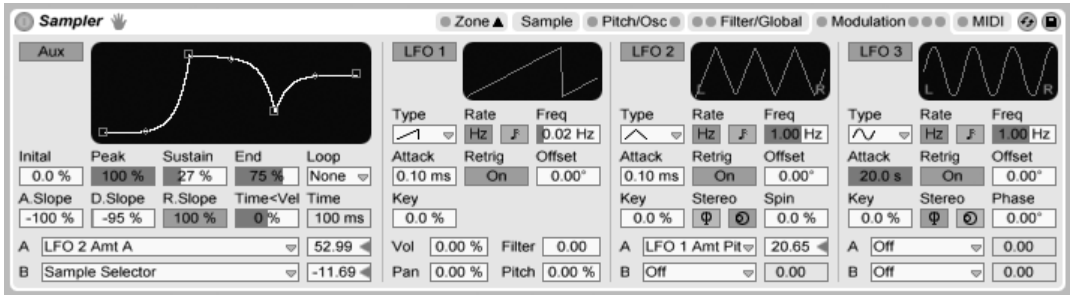 Sampler Zone Sample Pitch/Osc Filter/Global Modulation MIDI
Aux LFO 1 LFO 2 L R LFO 3 L R
Type Rate Freq Type Rate Freq Type Rate Freq
Hz 0.02 Hz Hz 1.00 Hz Hz 1.00 Hz
Inital Peak Sustain End Loop Attack Retrig Offset Attack Retrig Offset Attack Retrig Offset
0.0 % 100 % 27 % 75 % None 0.10 ms On 0.00° 0.10 ms On 0.00° 20.0 s On 0.00°
A.Slope D.Slope R.Slope Time<Vel Time Key Key Stereo Spin Key Stereo Phase
-100 % -95 % 100 % 0 % 100 ms 0.0 % 0.0 % 0.0 % 0.0 % 0.00°
A LFO 2 Amt A 52.99 Vol 0.00 % Filter 0.00 A LFO 1 Amt Pit 20.65 A Off 0.00
B Sample Selector -11.69 Pan 0.00 % Pitch 0.00 % B Off 0.00 B Off 0.00